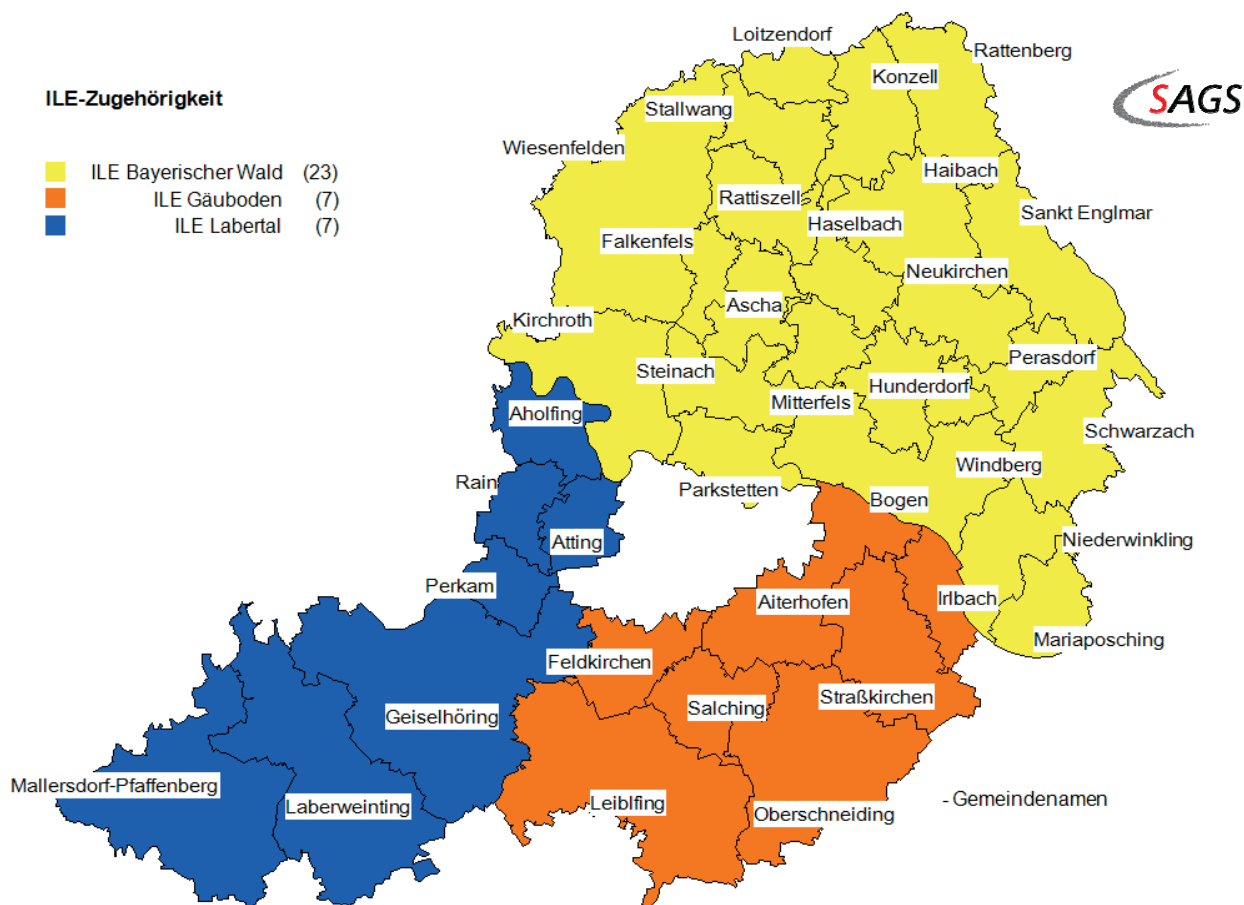 ILE-Zugehörigkeit
ILE Bayerischer Wald (23)
ILE Gäuboden (7)
ILE Labertal (7)
SAGS
Loitzendorf
Rattenberg
Konzell
Stallwang
Wiesenfelden
Haibach
Rattiszell
Sankt Englmar
Haselbach
Falkenfels
Neukirchen
Ascha
Kirchroth
Perasdorf
Steinach
Hunderdorf
Mitterfels
Aholfing
Schwarzach
Windberg
Rain
Parkstetten
Bogen
Atting
Niederwinkling
Perkam
Aiterhofen
Irlbach
Mariaposching
Feldkirchen
Straßkirchen
Salching
Geiselhöring
Mallersdorf-Pfaffenberg
Laberweinting
Leiblfing
Oberschneiding
- Gemeindenamen